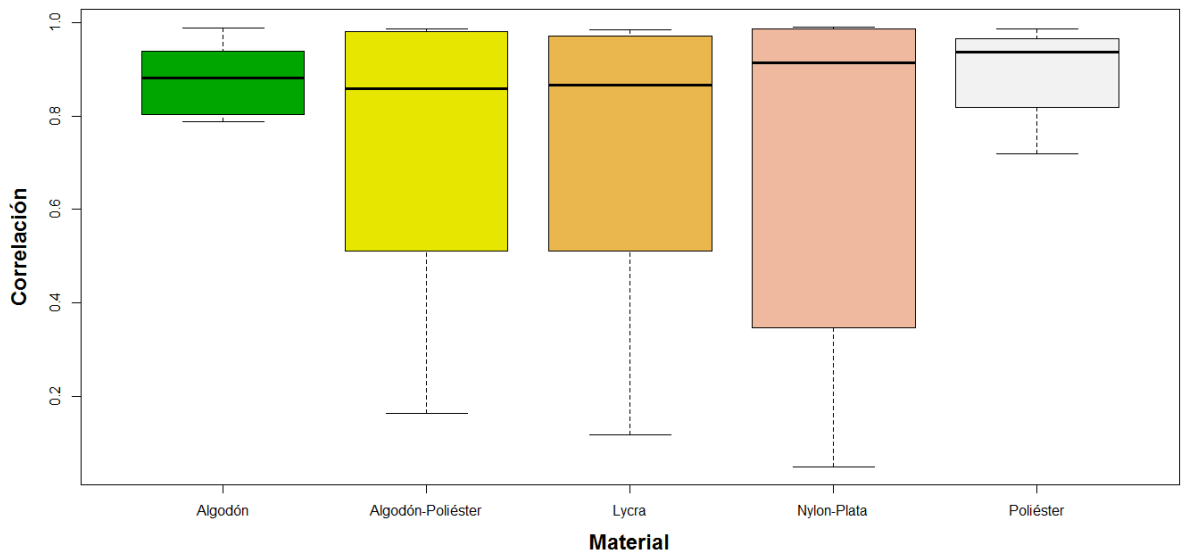 1.0
0.8
0.6
0.4
0.2
Correlación
Algodón
Algodón-Poliéster
Lycra
Nylon-Plata
Poliéster
Material